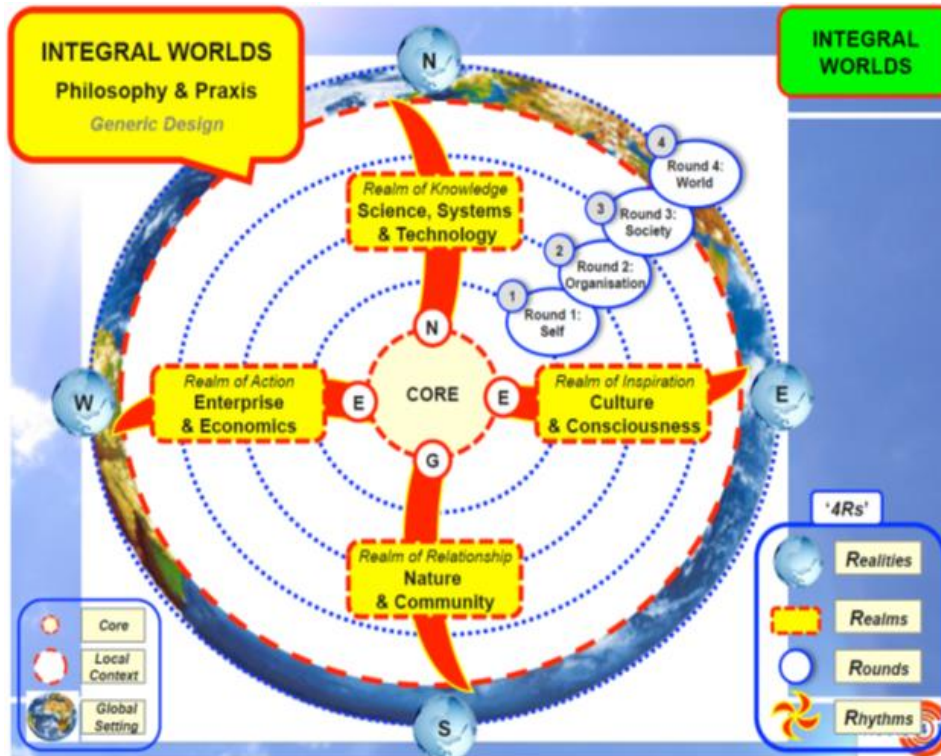 INTEGRAL WORLDS
Philosophy & Praxis
Generic Design
INTEGRAL
WORLDS
N
4
Round 4:
World
3
Round 3:
Society
2
Round 2:
Organisation
1
Round 1:
Self
Realm of Knowledge
Science, Systems
& Technology
N
W
Realm of Action
Enterprise
& Economics
E
CORE
E
Realm of Inspiration
Culture
& Consciousness
E
G
Realm of Relationship
Nature
& Community
S
Core
Local
Context
Global
Setting
'4Rs'
Realities
Realms
Rounds
Rhythms